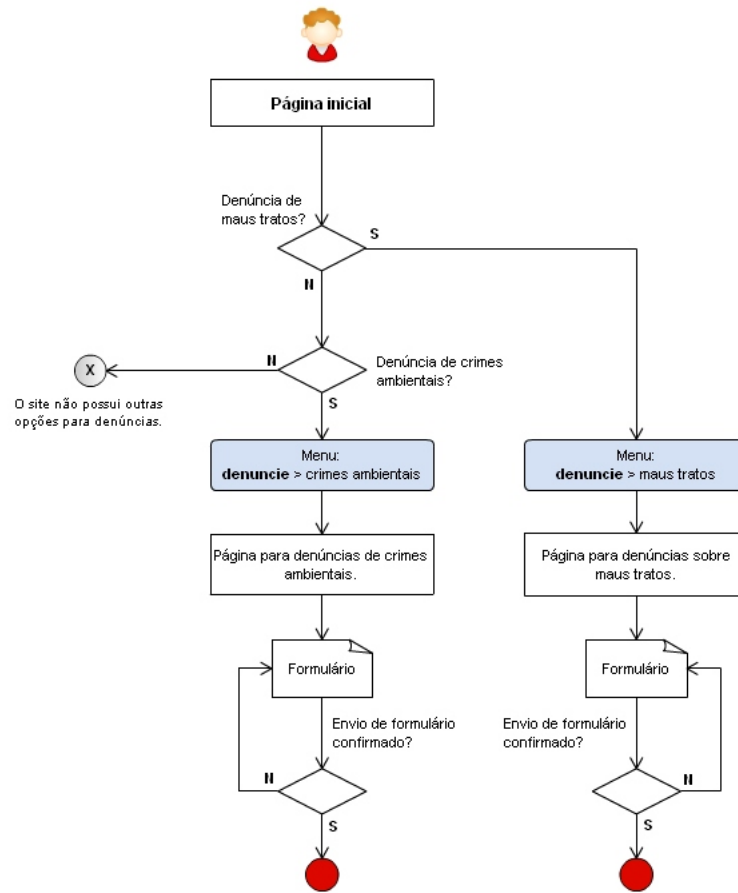 Página inicial
Denúncia de
maus tratos?
S
N
N
Denúncia de crimes
ambientais?
X
S
O site não possui outras
opções para denúncias.
Menu:
denuncie > crimes ambientais
Menu:
denuncie > maus tratos
Página para denúncias de crimes
ambientais.
Página para denúncias sobre
maus tratos.
Formulário
Formulário
Envio de formulário
confirmado?
Envio de formulário
confirmado?
N
N
S
S